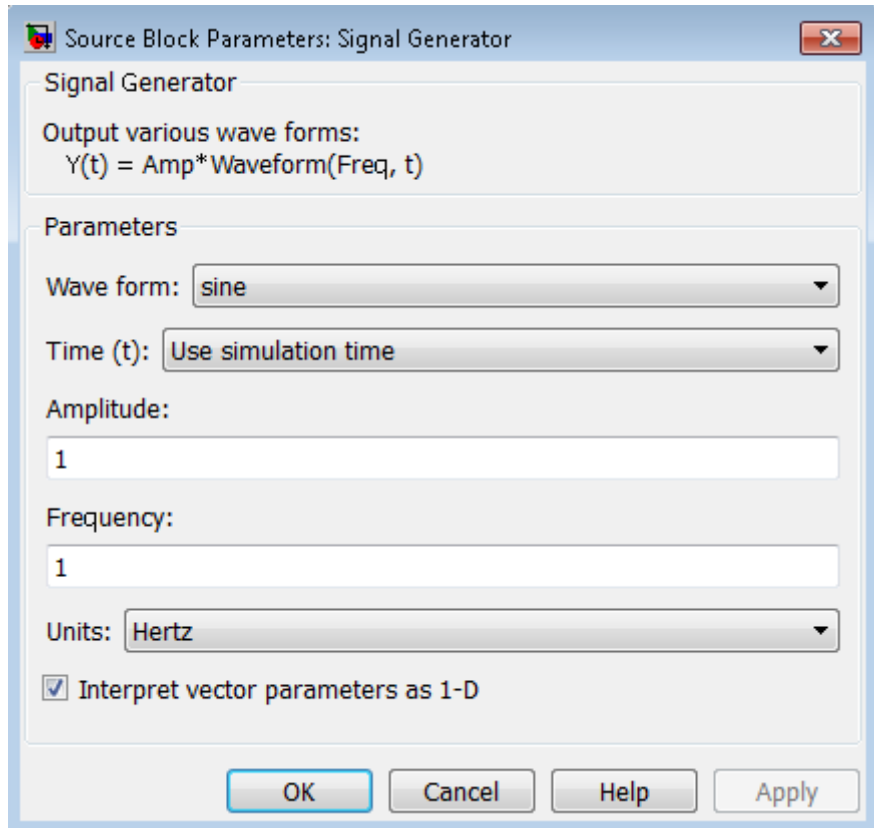 Source Block Parameters: Signal Generator
Signal Generator
Output various wave forms:
Y(t) = Amp*Waveform(Freq, t)
Parameters
Wave form: sine
Time (t): Use simulation time
Amplitude:
1
Frequency:
1
Units: Hertz
Interpret vector parameters as 1-D
OK Cancel Help Apply